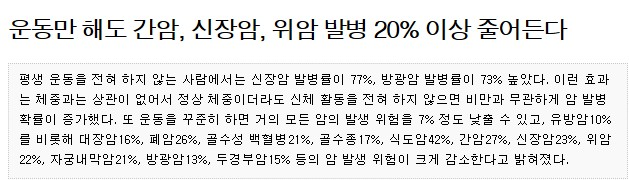 운동만 해도 간암, 신장암, 위암 발병 20% 이상 줄어든다
평생 운동을 전혀 하지 않는 사람에서는 신장암 발병률이 77%, 방광암 발병률이 73% 높았다. 이런 효과
는 체중과는 상관이 없어서 정상 체중이더라도 신체 활동을 전혀 하지 않으면 비만과 무관하게 암 발병
확률이 증가했다. 또 운동을 꾸준히 하면 거의 모든 암의 발생 위험을 7% 정도 낮출 수 있고, 유방암10%
를 비롯해 대장암16%, 폐암26%, 골수성 백혈병21%, 골수종17%, 식도암42%, 간암27%, 신장암23%, 위암
22%, 자궁내막암21%, 방광암13%, 두경부암15% 등의 암 발생 위험이 크게 감소한다고 밝혀졌다.